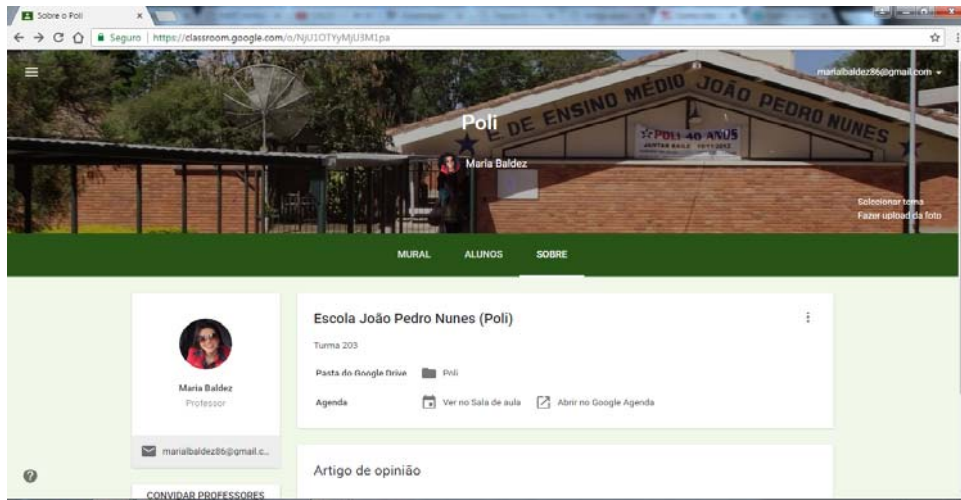 Sobre o Poli
Seguro | https://classroom.google.com/o/NjU1OTYyMjU3M1pa
marialbaldez86@gmail.com
DE ENSINO MÉDIO JOÃO PEDRO NUNES
POLI 40 ANOS
Poli
Maria Baldez
Selecionar tema
Fazer upload da foto
MURAL ALUNOS SOBRE
Escola João Pedro Nunes (Poli)
Turma 203
Pasta do Google Drive Poli
Agenda Ver no Sala de aula Abrir no Google Agenda
Maria Baldez
Professor
marialbaldez86@gmail.c...
Artigo de opinião
CONVIDAR PROFESSORES